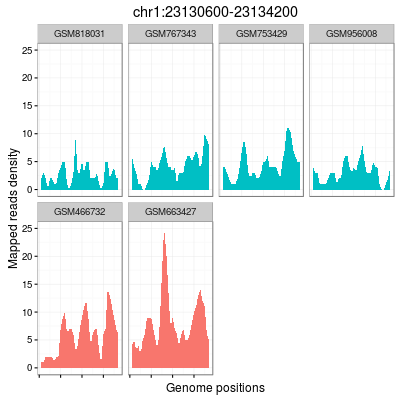 chr1:23130600-23134200
GSM818031 GSM767343 GSM753429 GSM956008
25
20
15
10
5
0
GSM466732 GSM663427
25
20
15
10
5
0
Mapped reads density
Genome positions